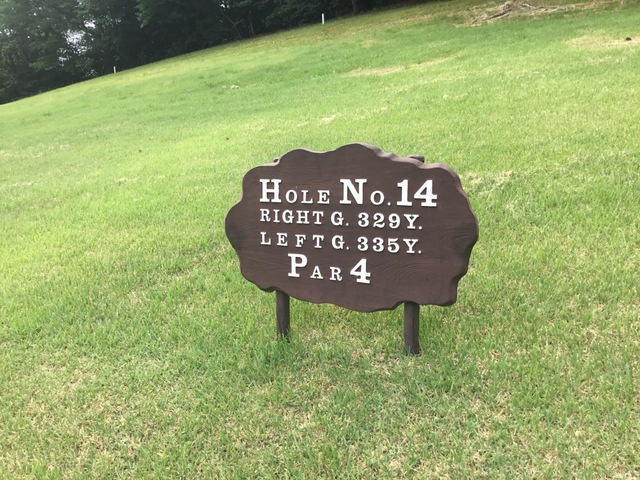 Hole No. 14
RIGHT G. 329Y.
LEFT G. 335Y.
Par 4